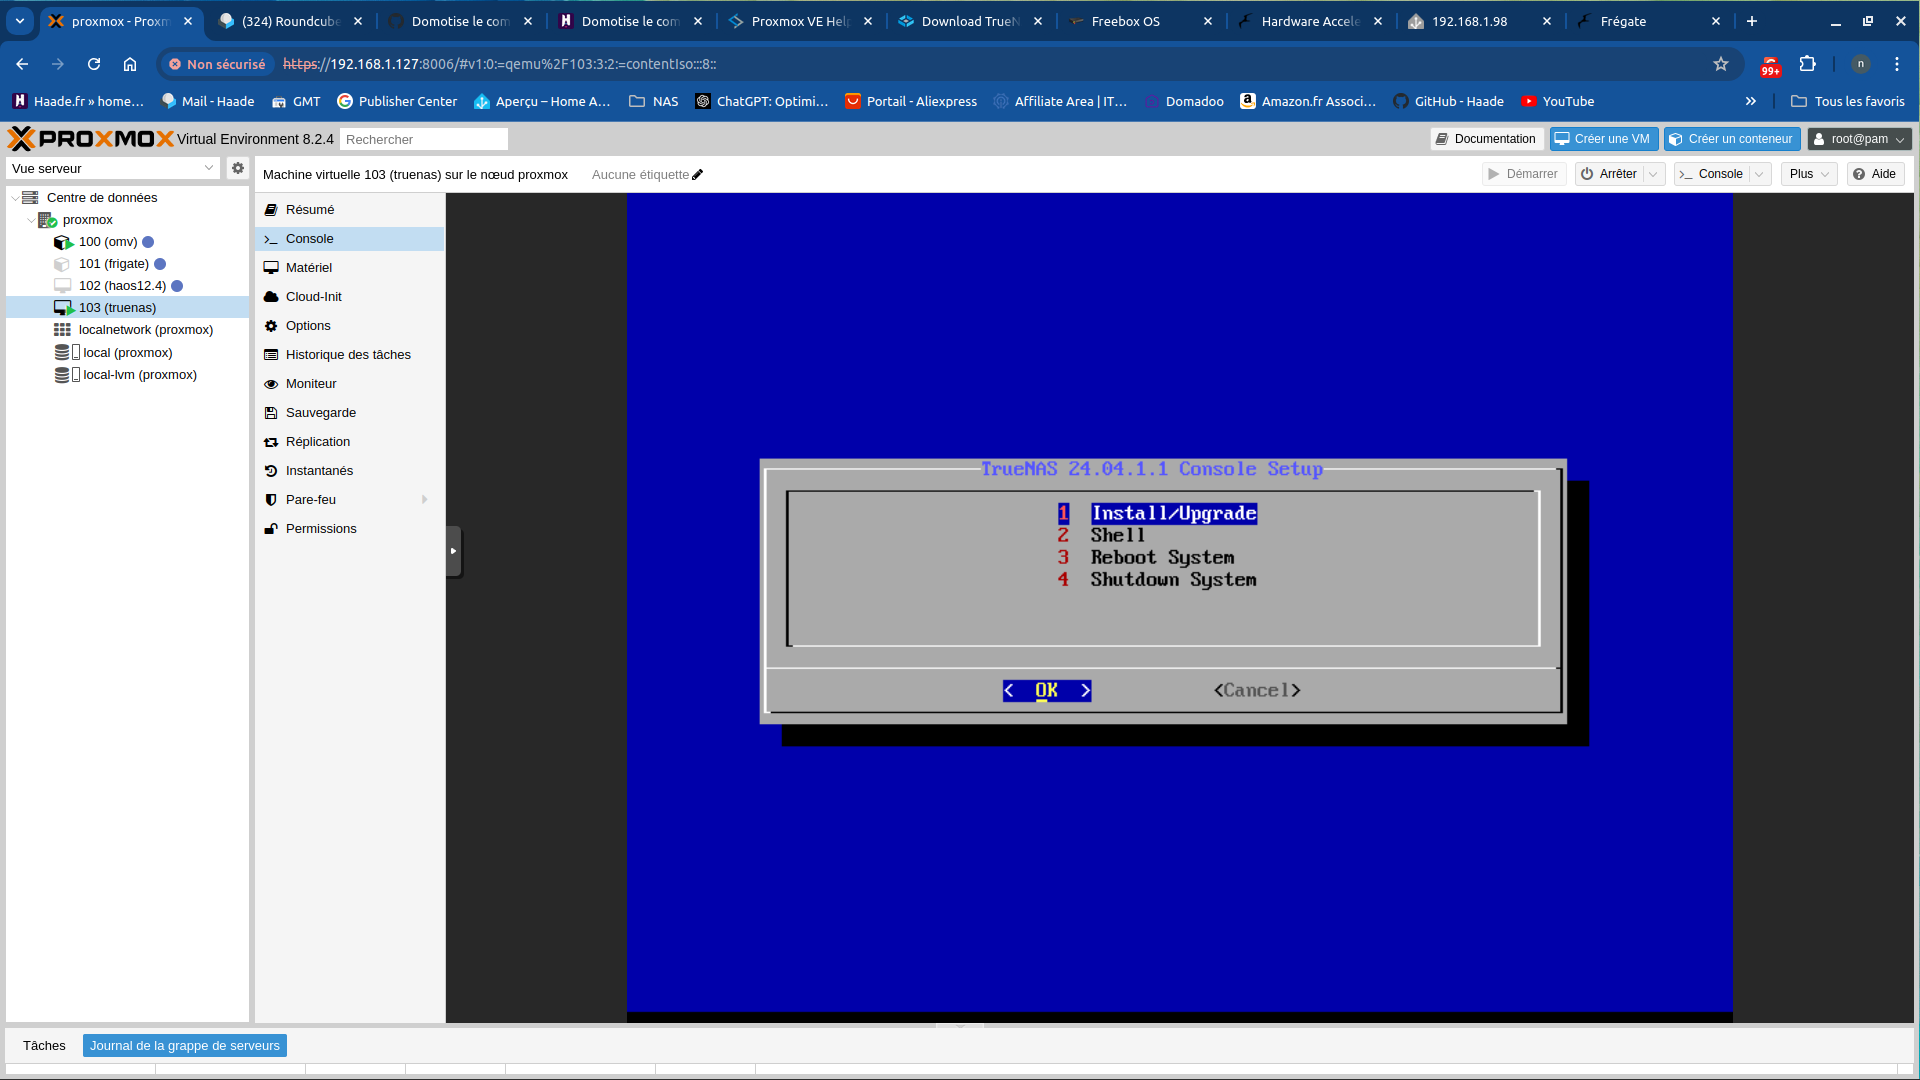 proxmox - Proxm
(324) Roundcube
Domotise le com
Domotise le com
Proxmox VE Help
Download TrueN
Freebox OS
Hardware Accele
192.168.1.98
Frégate
Non sécurisé
https://192.168.1.127:8006/#v1:0:=qemu%2F103:3:2:=contentIso:::8::
99+
n
Haade.fr » home…
Mail - Haade
GMT
Publisher Center
Aperçu – Home A…
NAS
ChatGPT: Optimi…
Portail - Aliexpress
Affiliate Area | IT…
Domadoo
Amazon.fr Associ…
GitHub - Haade
YouTube
Tous les favoris
PROXMOX Virtual Environment 8.2.4
Rechercher
Documentation
Créer une VM
Créer un conteneur
root@pam
Vue serveur
Machine virtuelle 103 (truenas) sur le nœud proxmox
Aucune étiquette
Démarrer
Arrêter
Console
Plus
Aide
Centre de données
proxmox
100 (omv)
101 (frigate)
102 (haos12.4)
103 (truenas)
localnetwork (proxmox)
local (proxmox)
local-lvm (proxmox)
Résumé
Console
Matériel
Cloud-Init
Options
Historique des tâches
Moniteur
Sauvegarde
Réplication
Instantanés
Pare-feu
Permissions
TrueNAS 24.04.1.1 Console Setup
1 Install/Upgrade
2 Shell
3 Reboot System
4 Shutdown System
< OK >
<Cancel>
Tâches
Journal de la grappe de serveurs